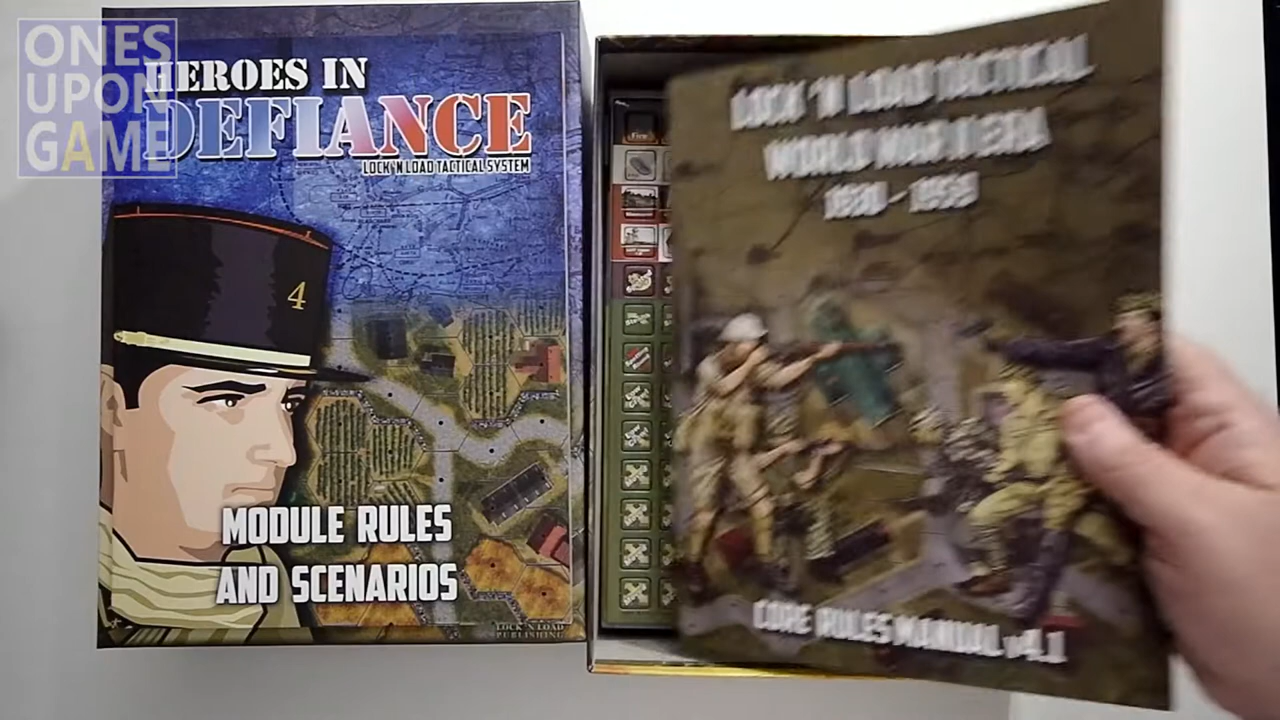 ONES
UPON
GAME
HEROES IN
DEFIANCE
LOCK 'N LOAD TACTICAL SYSTEM
4
MODULE RULES
AND SCENARIOS
LOCK 'N LOAD
PUBLISHING
LOCK 'N LOAD TACTICAL
WORLD WAR II ERA
CORE RULES MANUAL v4.1